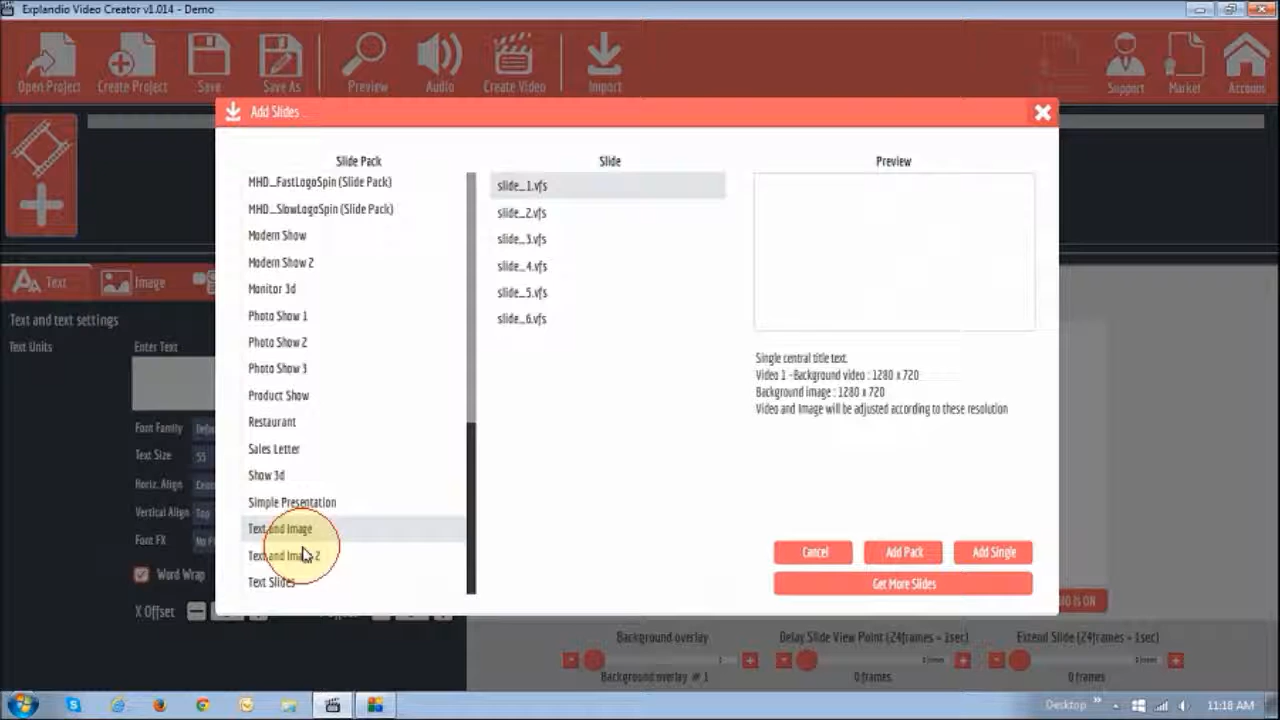 Explandio Video Creator v1.014 - Demo
Open Project
Create Project
Save
Save As
Preview
Audio
Create Video
Import
Support
Market
Account
Add Slides...
Slide Pack
Slide
Preview
MHD_FastLogoSpin (Slide Pack)
MHD_SlowLogoSpin (Slide Pack)
Modern Show
Modern Show 2
Monitor 3d
Photo Show 1
Photo Show 2
Photo Show 3
Product Show
Restaurant
Sales Letter
Show 3d
Simple Presentation
Text and Image
Text and Image 2
Text Slides
slide_1.vfs
slide_2.vfs
slide_3.vfs
slide_4.vfs
slide_5.vfs
slide_6.vfs
Single central title text.
Video 1 -Background video : 1280 x 720
Background image : 1280 x 720
Video and Image will be adjusted according to these resolution
Cancel
Add Pack
Add Single
Get More Slides
Text
Image
Text and text settings
Text Units
Enter Text
Font Family
Text Size
55
Horiz. Align
Vertical Align
Top
Font FX
Word Wrap
X Offset
IS ON
Background overlay
Background overlay # 1
Delay Slide View Point (24frames - 1sec)
0 frames
Extend Slide (24frames - 1sec)
0 frames
Desktop
11:18 AM